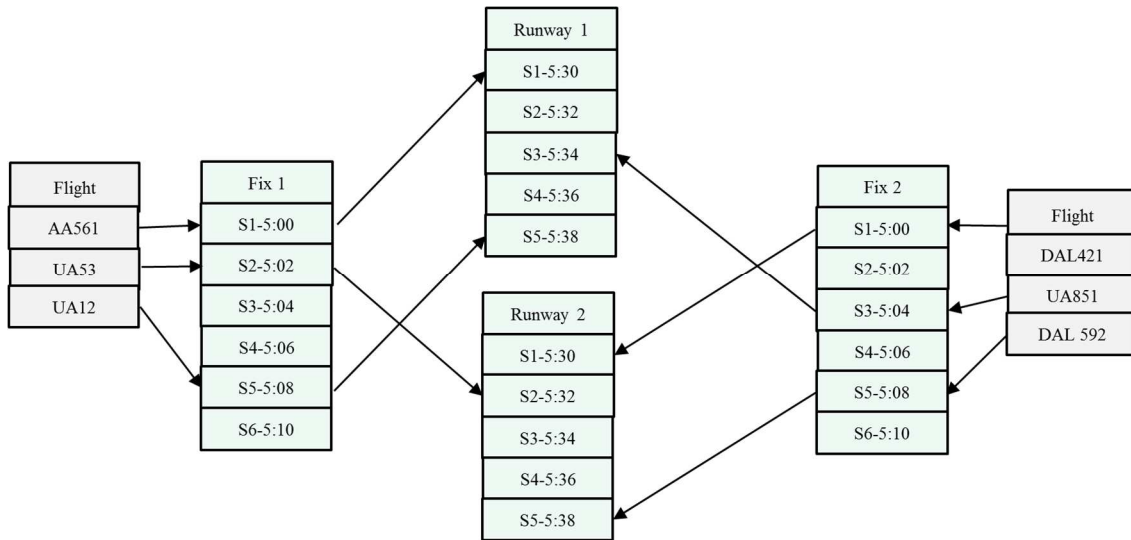 Flight
AA561
UA53
UA12
Fix 1
S1-5:00
S2-5:02
S3-5:04
S4-5:06
S5-5:08
S6-5:10
Runway 1
S1-5:30
S2-5:32
S3-5:34
S4-5:36
S5-5:38
Runway 2
S1-5:30
S2-5:32
S3-5:34
S4-5:36
S5-5:38
Fix 2
S1-5:00
S2-5:02
S3-5:04
S4-5:06
S5-5:08
S6-5:10
Flight
DAL421
UA851
DAL 592